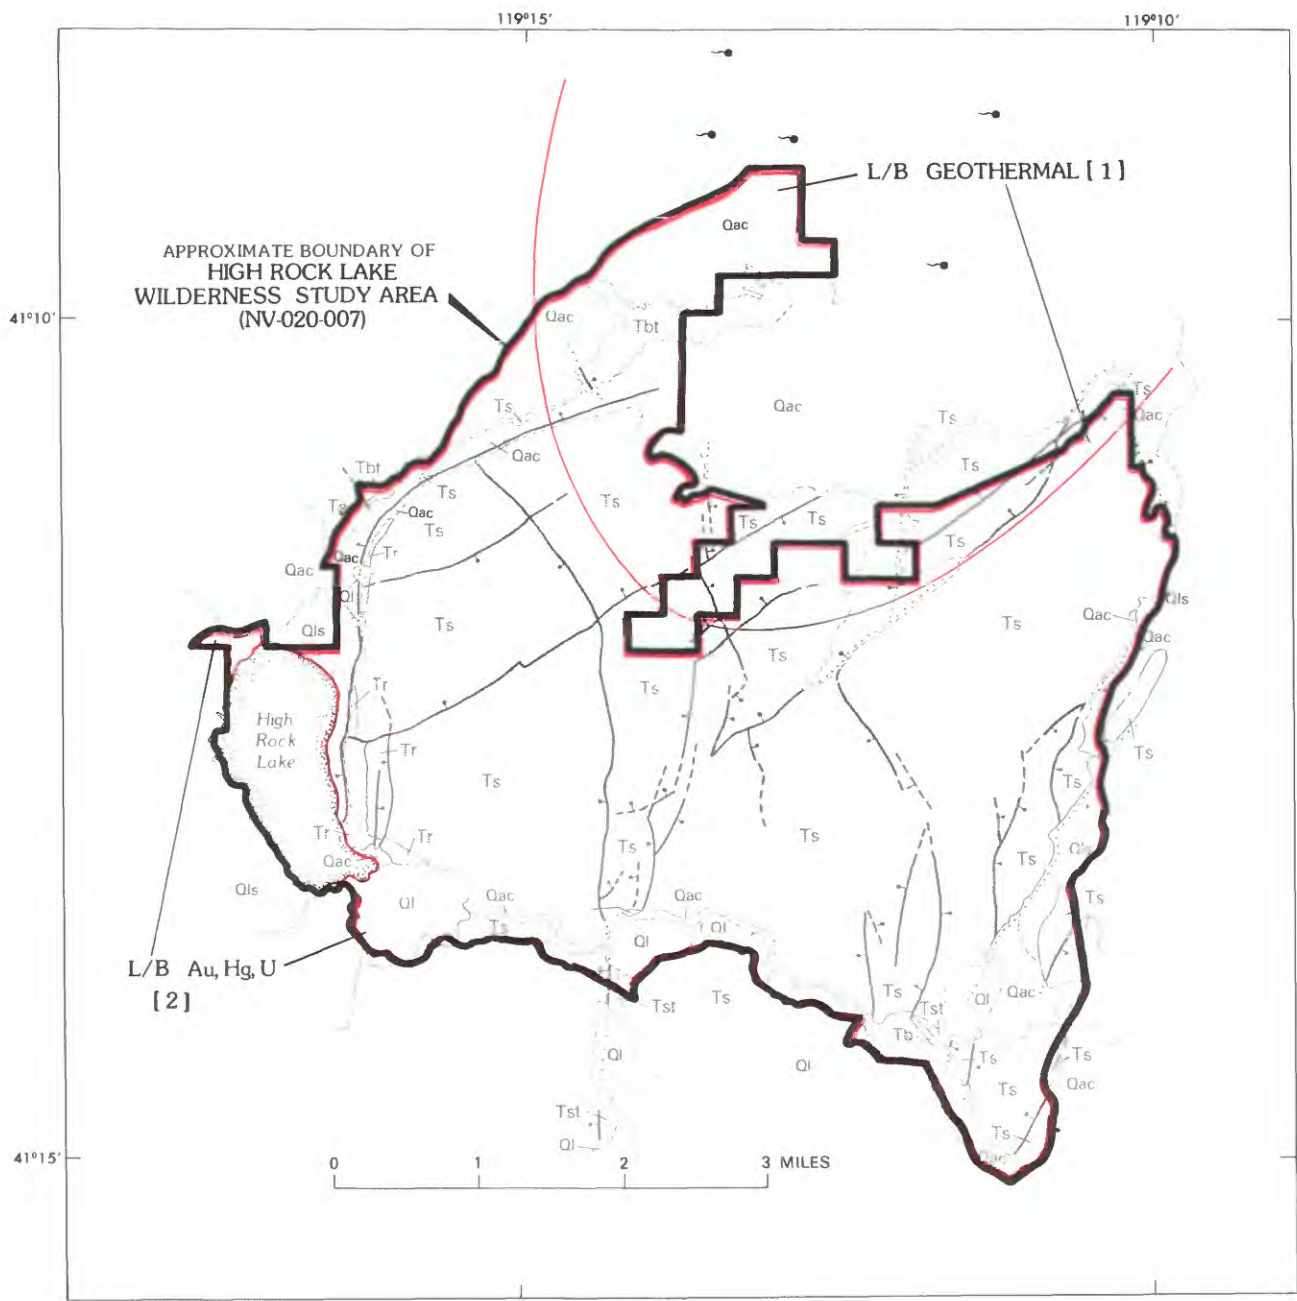 119°15'
119°10'
L/B GEOTHERMAL [1]
Qac
APPROXIMATE BOUNDARY OF
HIGH ROCK LAKE
WILDERNESS STUDY AREA
(NV-020-007)
41°10'
Qac
Tbt
Ts
Qac
Ts
Qac
Ts
Qac
Ts
Tbt
Ts
Ts
Ts
Qac
Ts
Ts
Ts
Ts
Tr
Qac
Qac
Ql
Qls
Ts
Ts
Qac
Qls
Qac
Ts
Tr
High
Rock
Lake
Tr
Ts
Ts
Ts
Tr
Tr
Ts
Ts
Ts
Qls
Qac
Qls
Ql
Qac
Ts
Qac
Ql
Ql
Ts
L/B Au, Hg, U
[2]
Tst
Ts
Ts
Tst
Ql
Qac
Tb
Ql
Ql
Ts
Ts
Ts
Qac
Tst
Ql
Ts
Qac
41°15'
0 1 2 3 MILES